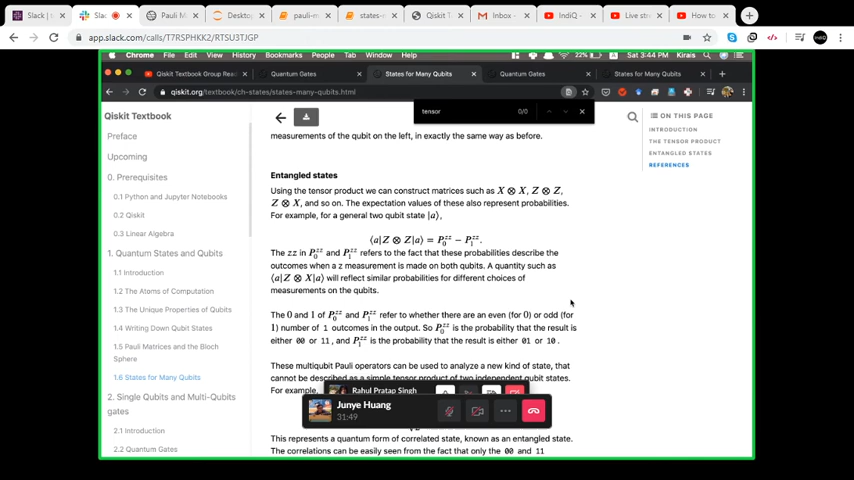 Slack |
Slac
Pauli M
Desktop
pauli-m
states-
Qiskit T
Inbox -
IndiQ -
Live str
How to
app.slack.com/calls/T7RSPHKK2/RTSU3TJGP
Chrome File Edit View History Bookmarks People Tab Window Help
22% Sat 3:44 PM Kirais
Qiskit Textbook Group Rea
Quantum Gates
States for Many Qubits
Quantum Gates
States for Many Qubits
qiskit.org/textbook/ch-states/states-many-qubits.html
tensor 0/0
Qiskit Textbook
Preface
Upcoming
0. Prerequisites
0.1 Python and Jupyter Notebooks
0.2 Qiskit
0.3 Linear Algebra
1. Quantum States and Qubits
1.1 Introduction
1.2 The Atoms of Computation
1.3 The Unique Properties of Qubits
1.4 Writing Down Qubit States
1.5 Pauli Matrices and the Bloch
Sphere
1.6 States for Many Qubits
2. Single Qubits and Multi-Qubits
gates
2.1 Introduction
2.2 Quantum Gates
measurements of the qubit on the left, in exactly the same way as before.
Entangled states
Using the tensor product we can construct matrices such as X ⊗ X, Z ⊗ Z,
Z ⊗ X, and so on. The expectation values of these also represent probabilities.
For example, for a general two qubit state |a⟩,
⟨a|Z ⊗ Z|a⟩ = P₀ᶻᶻ − P₁ᶻᶻ.
The zz in P₀ᶻᶻ and P₁ᶻᶻ refers to the fact that these probabilities describe the
outcomes when a z measurement is made on both qubits. A quantity such as
⟨a|Z ⊗ X|a⟩ will reflect similar probabilities for different choices of
measurements on the qubits.
The 0 and 1 of P₀ᶻᶻ and P₁ᶻᶻ refer to whether there are an even (for 0) or odd (for
1) number of 1 outcomes in the output. So P₀ᶻᶻ is the probability that the result is
either 00 or 11, and P₁ᶻᶻ is the probability that the result is either 01 or 10.
These multiqubit Pauli operators can be used to analyze a new kind of state, that
cannot be described as a simple tensor product of two independent qubit states.
For example,
Rahul Pratap Singh
Junye Huang
31:49
This represents a quantum form of correlated state, known as an entangled state.
The correlations can be easily seen from the fact that only the 00 and 11
ON THIS PAGE
INTRODUCTION
THE TENSOR PRODUCT
ENTANGLED STATES
REFERENCES